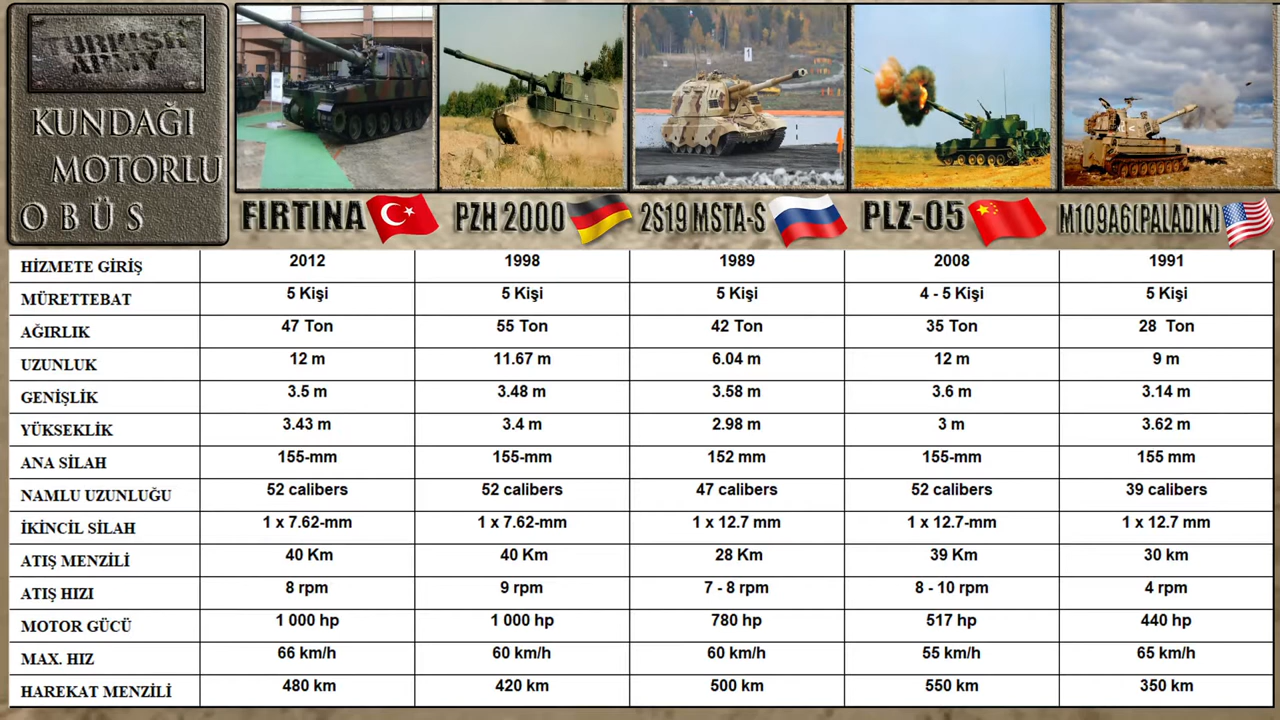 TURKISH
ARMY
KUNDAĞI
MOTORLU
OBÜS
FIRTINA PZH 2000 2S19 MSTA-S PLZ-05 M109A6(PALADIN)
HİZMETE GİRİŞ 2012 1998 1989 2008 1991
MÜRETTEBAT 5 Kişi 5 Kişi 5 Kişi 4 - 5 Kişi 5 Kişi
AĞIRLIK 47 Ton 55 Ton 42 Ton 35 Ton 28 Ton
UZUNLUK 12 m 11.67 m 6.04 m 12 m 9 m
GENİŞLİK 3.5 m 3.48 m 3.58 m 3.6 m 3.14 m
YÜKSEKLİK 3.43 m 3.4 m 2.98 m 3 m 3.62 m
ANA SİLAH 155-mm 155-mm 152 mm 155-mm 155 mm
NAMLU UZUNLUĞU 52 calibers 52 calibers 47 calibers 52 calibers 39 calibers
İKİNCİL SİLAH 1 x 7.62-mm 1 x 7.62-mm 1 x 12.7 mm 1 x 12.7-mm 1 x 12.7 mm
ATIŞ MENZİLİ 40 Km 40 Km 28 Km 39 Km 30 km
ATIŞ HIZI 8 rpm 9 rpm 7 - 8 rpm 8 - 10 rpm 4 rpm
MOTOR GÜCÜ 1 000 hp 1 000 hp 780 hp 517 hp 440 hp
MAX. HIZ 66 km/h 60 km/h 60 km/h 55 km/h 65 km/h
HAREKAT MENZİLİ 480 km 420 km 500 km 550 km 350 km